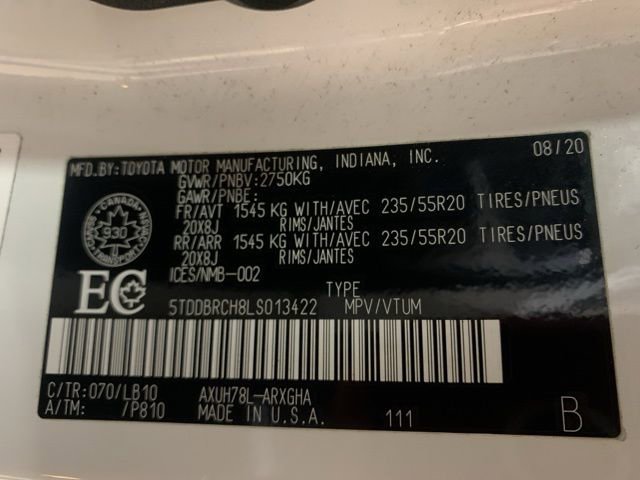 MFD.BY:TOYOTA MOTOR MANUFACTURING, INDIANA, INC. 08/20
GVWR/PNBV:2750KG
GAWR/PNBE:
FR/AVT 1545 KG WITH/AVEC 235/55R20 TIRES/PNEUS
20X8J RIMS/JANTES
RR/ARR 1545 KG WITH/AVEC 235/55R20 TIRES/PNEUS
20X8J RIMS/JANTES
ICES/NMB-002
CANADA
930
TRANSPORT
EC
TYPE
5TDDBRCH8LS013422 MPV/VTUM
C/TR:070/LB10 AXUH78L-ARXGHA
A/TM: /P810 MADE IN U.S.A. 111 B